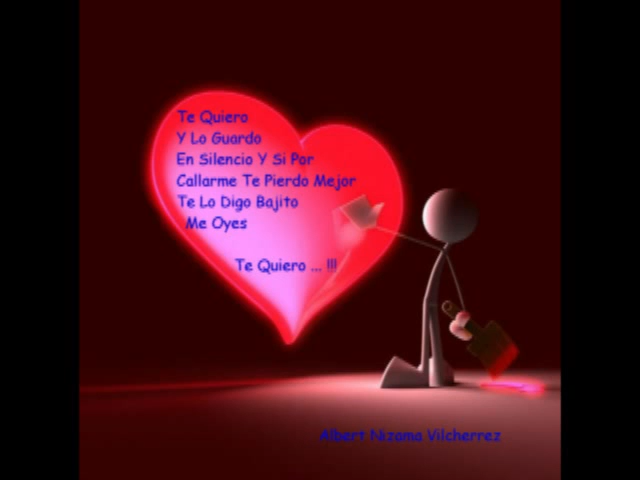 Te Quiero
Y Lo Guardo
En Silencio Y Si Por
Callarme Te Pierdo Mejor
Te Lo Digo Bajito
Me Oyes
Te Quiero ... !!!
Albert Nizama Vilcherrez